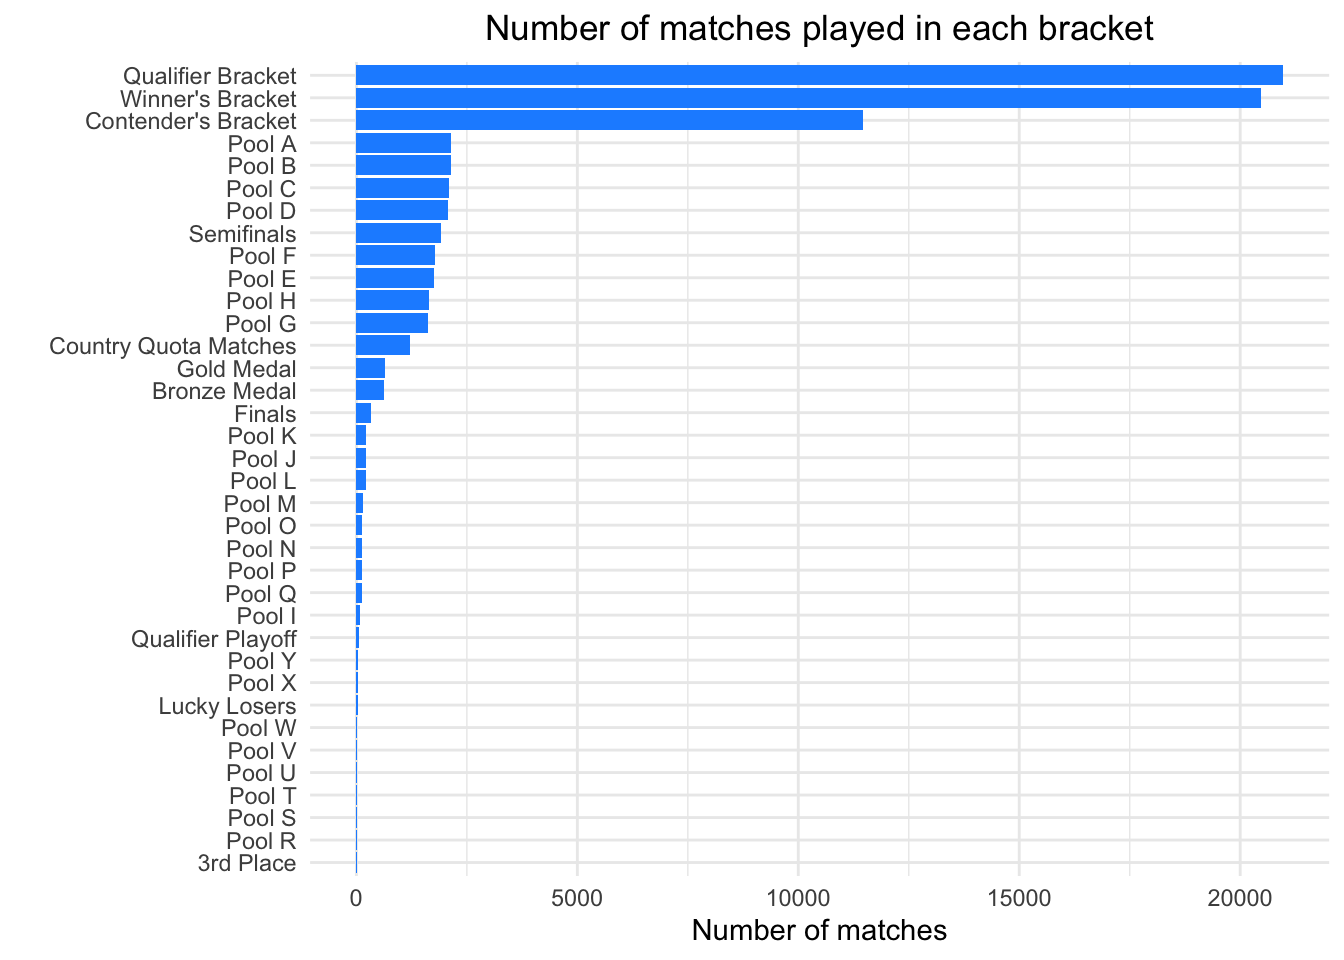 Number of matches played in each bracket
Qualifier Bracket
Winner's Bracket
Contender's Bracket
Pool A
Pool B
Pool C
Pool D
Semifinals
Pool F
Pool E
Pool H
Pool G
Country Quota Matches
Gold Medal
Bronze Medal
Finals
Pool K
Pool J
Pool L
Pool M
Pool O
Pool N
Pool P
Pool Q
Pool I
Qualifier Playoff
Pool Y
Pool X
Lucky Losers
Pool W
Pool V
Pool U
Pool T
Pool S
Pool R
3rd Place
0 5000 10000 15000 20000
Number of matches